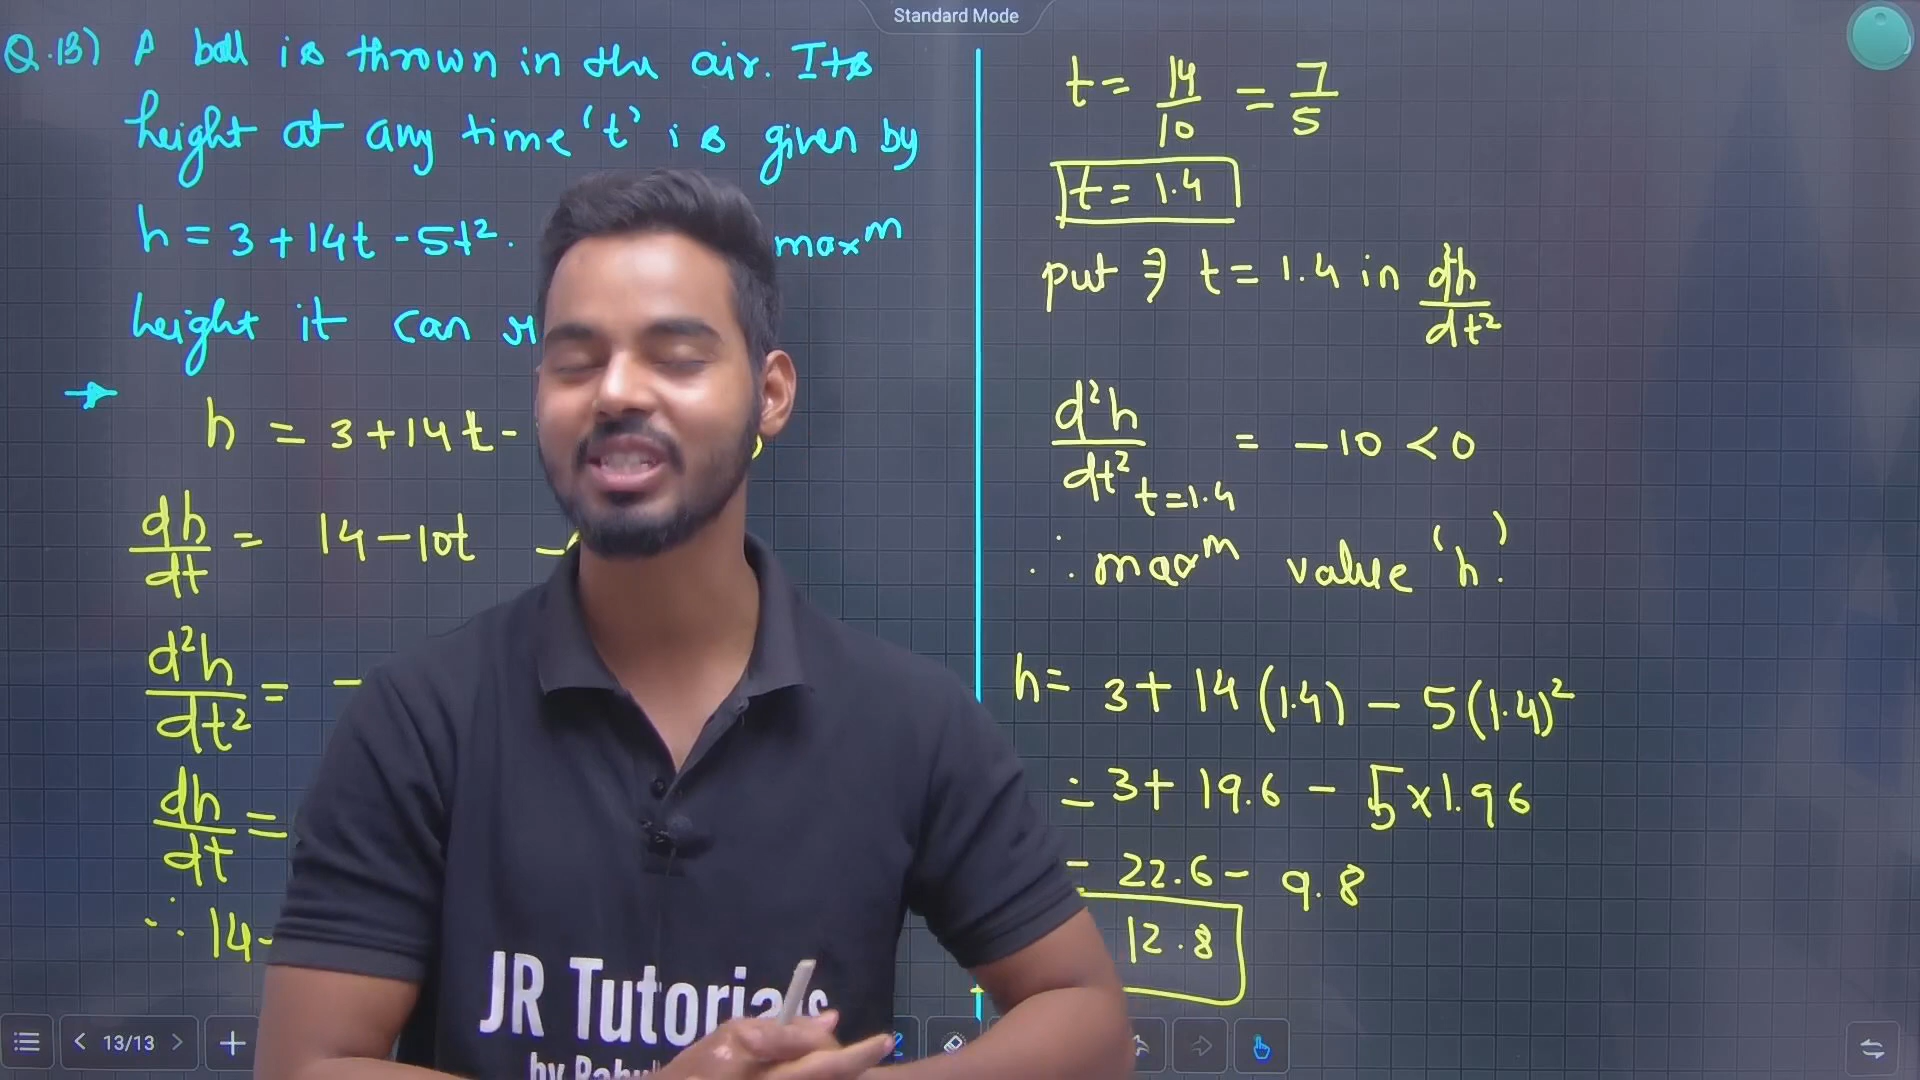 Standard Mode
Q.13) A ball is thrown in the air. Its
height at any time 't' is given by
h = 3 + 14t - 5t². maxᵐ
height it can
→
h = 3 + 14t -
dh/dt = 14 - 10t
d²h/dt² = -
dh/dt =
∴ 14 -
t = 14/10 = 7/5
t = 1.4
put t = 1.4 in d²h/dt²
d²h/dt² t=1.4 = -10 < 0
∴ maxᵐ value 'h'.
h = 3 + 14 (1.4) - 5(1.4)²
= 3 + 19.6 - 5 × 1.96
= 22.6 - 9.8
12.8
JR Tutorials
by
13/13